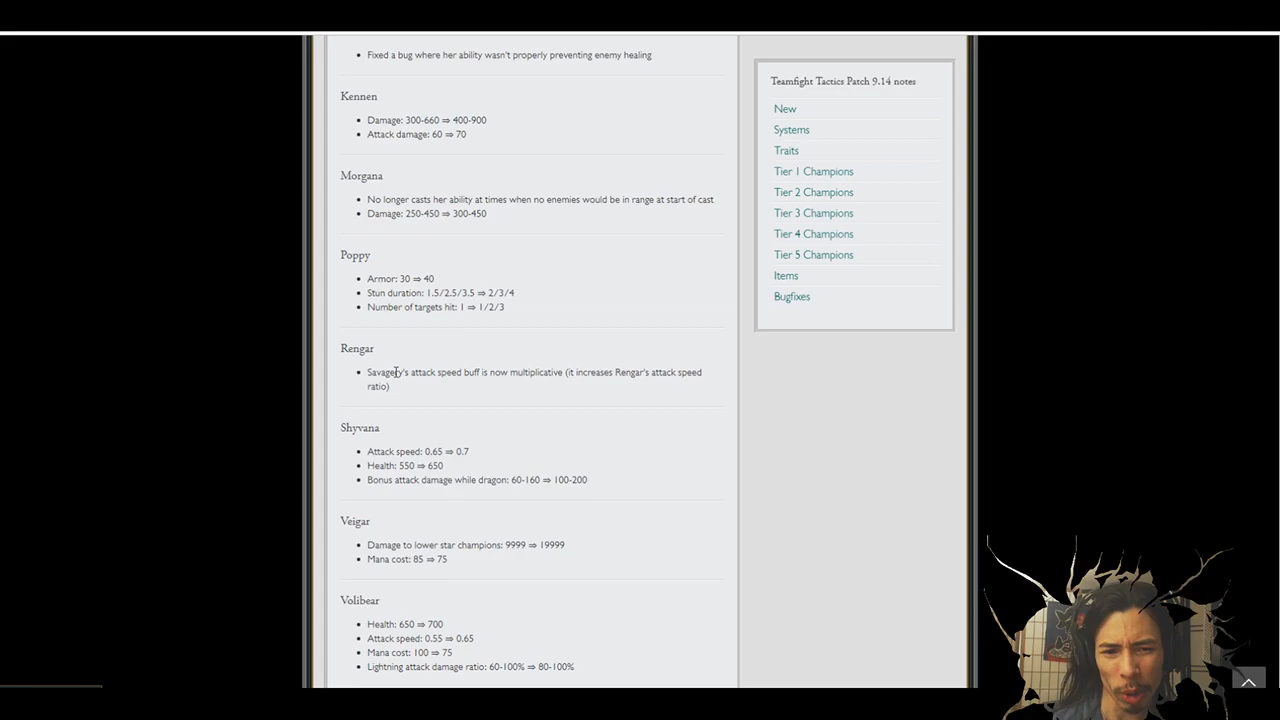 Fixed a bug where her ability wasn't properly preventing enemy healing
Kennen
Damage: 300-660 ⇒ 400-900
Attack damage: 60 ⇒ 70
Morgana
No longer casts her ability at times when no enemies would be in range at start of cast
Damage: 250-450 ⇒ 300-450
Poppy
Armor: 30 ⇒ 40
Stun duration: 1.5/2.5/3.5 ⇒ 2/3/4
Number of targets hit: 1 ⇒ 1/2/3
Rengar
Savagery's attack speed buff is now multiplicative (it increases Rengar's attack speed
ratio)
Shyvana
Attack speed: 0.65 ⇒ 0.7
Health: 550 ⇒ 650
Bonus attack damage while dragon: 60-160 ⇒ 100-200
Veigar
Damage to lower star champions: 9999 ⇒ 19999
Mana cost: 85 ⇒ 75
Volibear
Health: 650 ⇒ 700
Attack speed: 0.55 ⇒ 0.65
Mana cost: 100 ⇒ 75
Lightning attack damage ratio: 60-100% ⇒ 80-100%
Teamfight Tactics Patch 9.14 notes
New
Systems
Traits
Tier 1 Champions
Tier 2 Champions
Tier 3 Champions
Tier 4 Champions
Tier 5 Champions
Items
Bugfixes